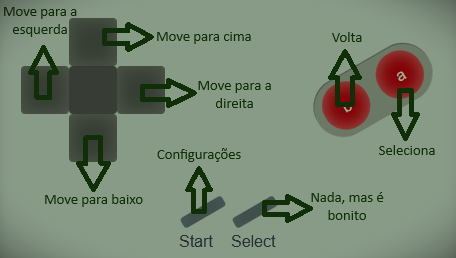 Move para a
esquerda
Move para cima
Volta
a
Move para a
direita
Seleciona
Configurações
Move para baixo
Nada, mas é
bonito
Start
Select